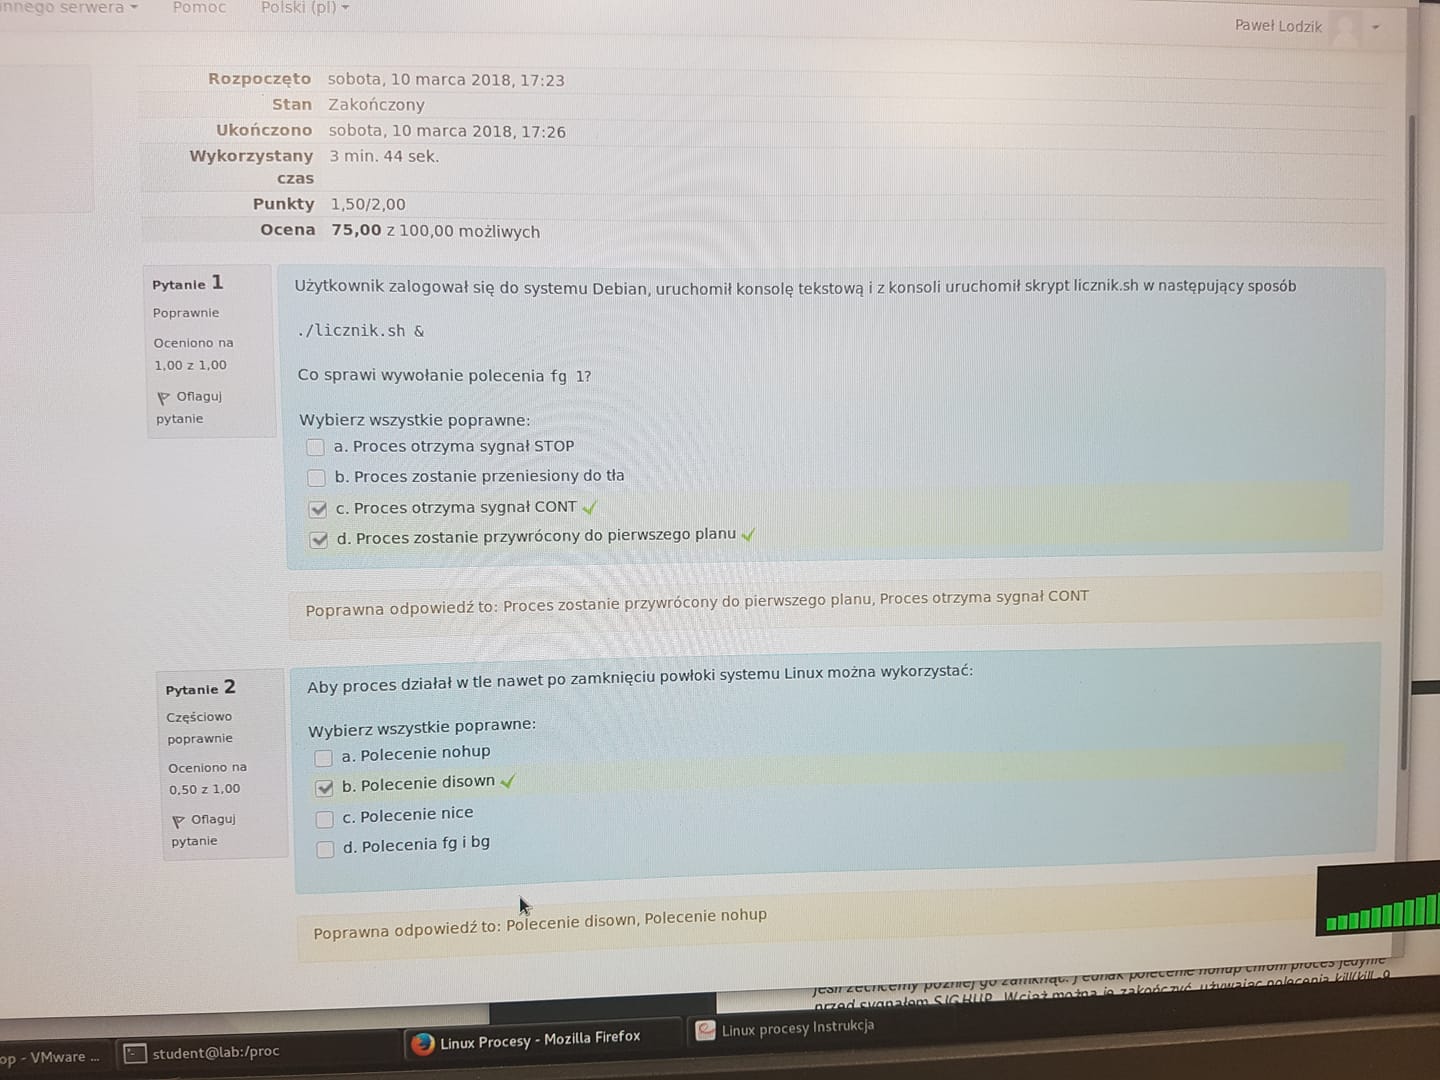 innego serwera Pomoc Polski (pl)
Paweł Lodzik
Rozpoczęto sobota, 10 marca 2018, 17:23
Stan Zakończony
Ukończono sobota, 10 marca 2018, 17:26
Wykorzystany czas 3 min. 44 sek.
Punkty 1,50/2,00
Ocena 75,00 z 100,00 możliwych
Pytanie 1
Poprawnie
Oceniono na
1,00 z 1,00
Oflaguj
pytanie
Użytkownik zalogował się do systemu Debian, uruchomił konsolę tekstową i z konsoli uruchomił skrypt licznik.sh w następujący sposób
./licznik.sh &
Co sprawi wywołanie polecenia fg 1?
Wybierz wszystkie poprawne:
a. Proces otrzyma sygnał STOP
b. Proces zostanie przeniesiony do tła
c. Proces otrzyma sygnał CONT
d. Proces zostanie przywrócony do pierwszego planu
Poprawna odpowiedź to: Proces zostanie przywrócony do pierwszego planu, Proces otrzyma sygnał CONT
Pytanie 2
Częściowo
poprawnie
Oceniono na
0,50 z 1,00
Oflaguj
pytanie
Aby proces działał w tle nawet po zamknięciu powłoki systemu Linux można wykorzystać:
Wybierz wszystkie poprawne:
a. Polecenie nohup
b. Polecenie disown
c. Polecenie nice
d. Polecenia fg i bg
Poprawna odpowiedź to: Polecenie disown, Polecenie nohup
jeśli zechcemy później go zamknąć. Jednak polecenie nohup chroni proces jedynie
przed sygnałem SIGHUP. Wciąż można je zakończyć, używając polecenia kill/kill -9
op - VMware ...
student@lab:/proc
Linux Procesy - Mozilla Firefox
Linux procesy Instrukcja